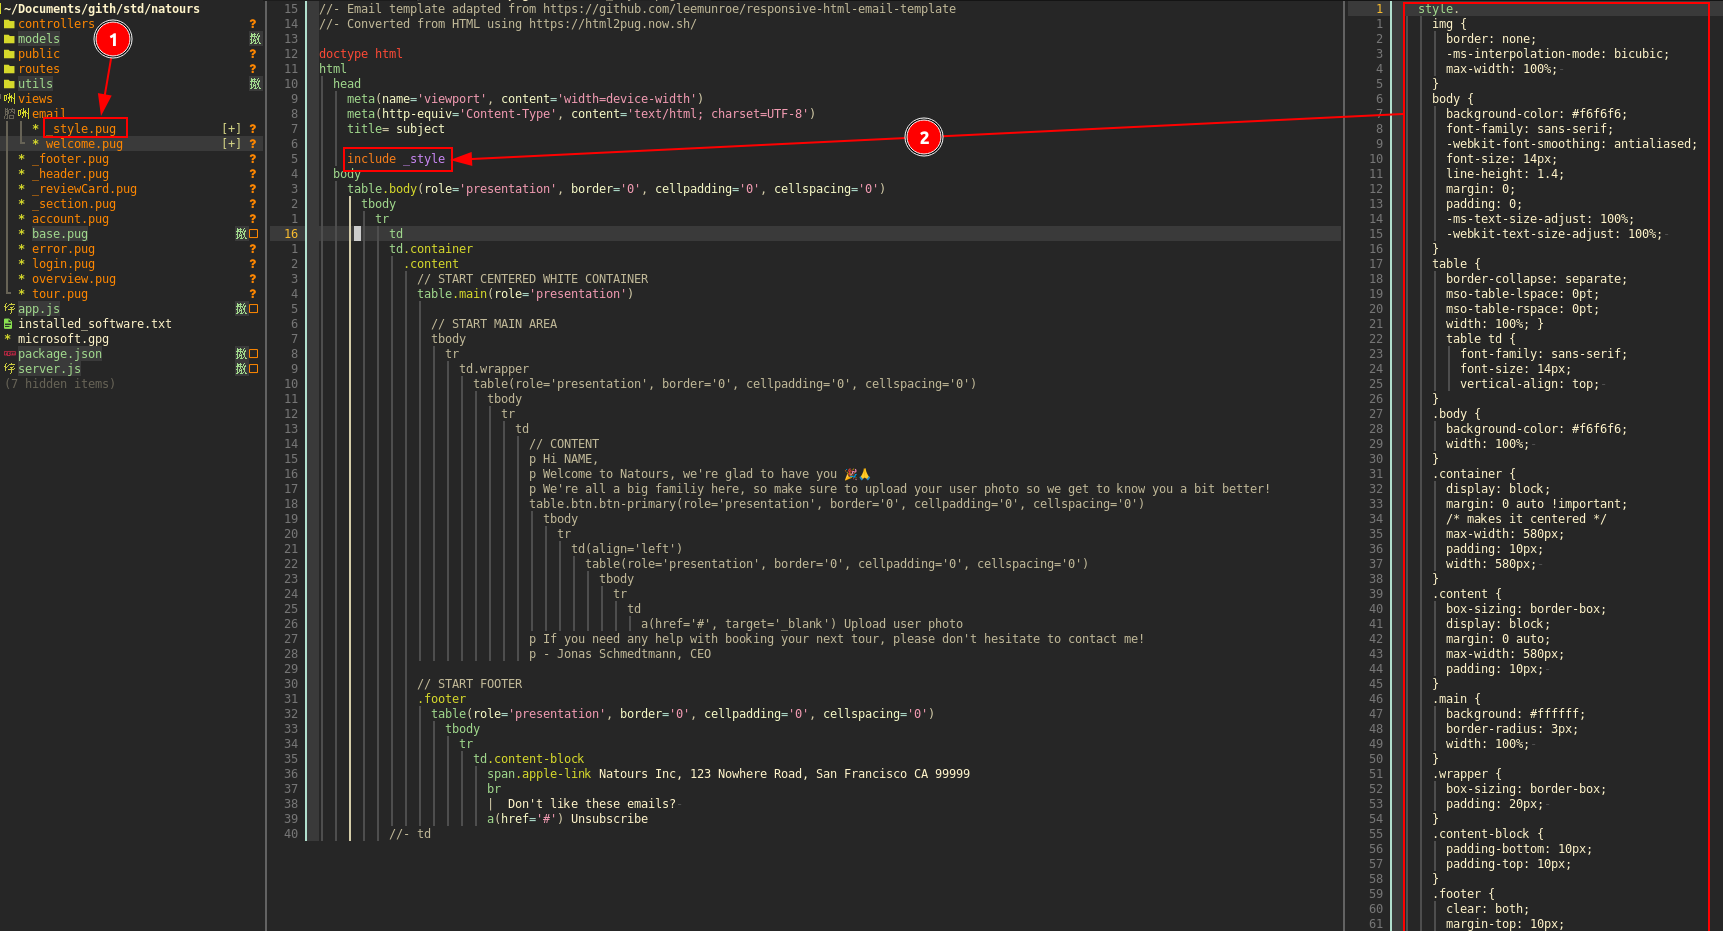 ~/Documents/gith/std/natours
controllers ?
models
public ?
routes ?
utils
views ?
email ?
* _style.pug [+] ?
* welcome.pug [+] ?
* _footer.pug ?
* _header.pug ?
* _reviewCard.pug ?
* _section.pug ?
* account.pug ?
* base.pug
* error.pug ?
* login.pug ?
* overview.pug ?
* tour.pug ?
app.js
installed_software.txt
* microsoft.gpg
package.json
server.js
(7 hidden items)
1
2
15 //- Email template adapted from https://github.com/leemunroe/responsive-html-email-template
14 //- Converted from HTML using https://html2pug.now.sh/
13
12 doctype html
11 html
10 head
9 meta(name='viewport', content='width=device-width')
8 meta(http-equiv='Content-Type', content='text/html; charset=UTF-8')
7 title= subject
6
5 include _style
4 body
3 table.body(role='presentation', border='0', cellpadding='0', cellspacing='0')
2 tbody
1 tr
16 td
1 td.container
2 .content
3 // START CENTERED WHITE CONTAINER
4 table.main(role='presentation')
5
6 // START MAIN AREA
7 tbody
8 tr
9 td.wrapper
10 table(role='presentation', border='0', cellpadding='0', cellspacing='0')
11 tbody
12 tr
13 td
14 // CONTENT
15 p Hi NAME,
16 p Welcome to Natours, we're glad to have you 🎉🙏
17 p We're all a big familiy here, so make sure to upload your user photo so we get to know you a bit better!
18 table.btn.btn-primary(role='presentation', border='0', cellpadding='0', cellspacing='0')
19 tbody
20 tr
21 td(align='left')
22 table(role='presentation', border='0', cellpadding='0', cellspacing='0')
23 tbody
24 tr
25 td
26 a(href='#', target='_blank') Upload user photo
27 p If you need any help with booking your next tour, please don't hesitate to contact me!
28 p - Jonas Schmedtmann, CEO
29
30 // START FOOTER
31 .footer
32 table(role='presentation', border='0', cellpadding='0', cellspacing='0')
33 tbody
34 tr
35 td.content-block
36 span.apple-link Natours Inc, 123 Nowhere Road, San Francisco CA 99999
37 br
38 | Don't like these emails?-
39 a(href='#') Unsubscribe
40 //- td
1 style.
1 img {
2 border: none;
3 -ms-interpolation-mode: bicubic;
4 max-width: 100%;-
5 }
6 body {
7 background-color: #f6f6f6;
8 font-family: sans-serif;
9 -webkit-font-smoothing: antialiased;
10 font-size: 14px;
11 line-height: 1.4;
12 margin: 0;
13 padding: 0;
14 -ms-text-size-adjust: 100%;
15 -webkit-text-size-adjust: 100%;-
16 }
17 table {
18 border-collapse: separate;
19 mso-table-lspace: 0pt;
20 mso-table-rspace: 0pt;
21 width: 100%; }
22 table td {
23 font-family: sans-serif;
24 font-size: 14px;
25 vertical-align: top;-
26 }
27 .body {
28 background-color: #f6f6f6;
29 width: 100%;-
30 }
31 .container {
32 display: block;
33 margin: 0 auto !important;
34 /* makes it centered */
35 max-width: 580px;
36 padding: 10px;
37 width: 580px;-
38 }
39 .content {
40 box-sizing: border-box;
41 display: block;
42 margin: 0 auto;
43 max-width: 580px;
44 padding: 10px;-
45 }
46 .main {
47 background: #ffffff;
48 border-radius: 3px;
49 width: 100%;-
50 }
51 .wrapper {
52 box-sizing: border-box;
53 padding: 20px;-
54 }
55 .content-block {
56 padding-bottom: 10px;
57 padding-top: 10px;
58 }
59 .footer {
60 clear: both;
61 margin-top: 10px;